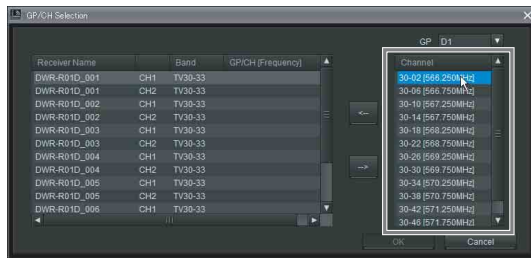 GP/CH Selection
GP D1
Receiver Name Band GP/CH [Frequency]
DWR-R01D_001 CH1 TV30-33
DWR-R01D_001 CH2 TV30-33
DWR-R01D_002 CH1 TV30-33
DWR-R01D_002 CH2 TV30-33
DWR-R01D_003 CH1 TV30-33
DWR-R01D_003 CH2 TV30-33
DWR-R01D_004 CH1 TV30-33
DWR-R01D_004 CH2 TV30-33
DWR-R01D_005 CH1 TV30-33
DWR-R01D_005 CH2 TV30-33
DWR-R01D_006 CH1 TV30-33
<--
-->
Channel
30-02 [566.250MHz]
30-06 [566.750MHz]
30-10 [567.250MHz]
30-14 [567.750MHz]
30-18 [568.250MHz]
30-22 [568.750MHz]
30-26 [569.250MHz]
30-30 [569.750MHz]
30-34 [570.250MHz]
30-38 [570.750MHz]
30-42 [571.250MHz]
30-46 [571.750MHz]
OK Cancel